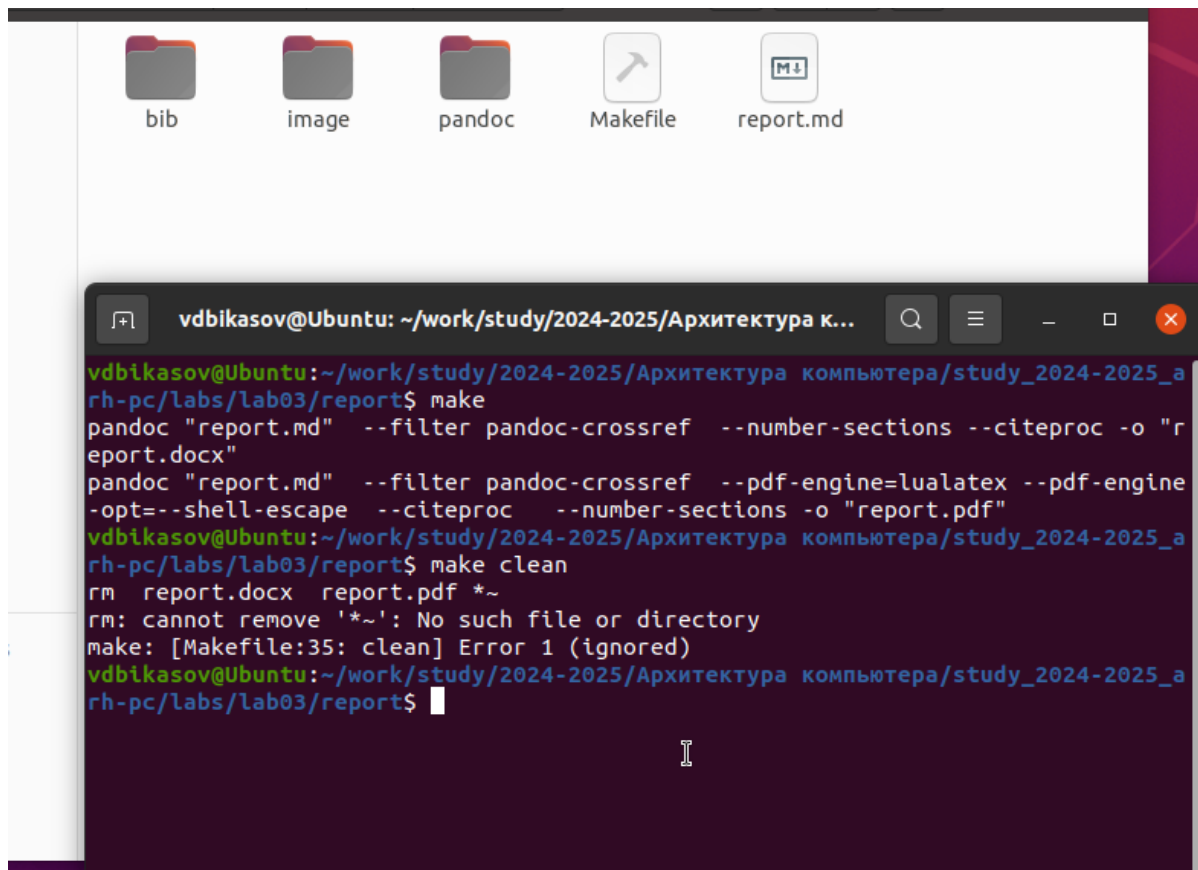 bib
image
pandoc
Makefile
M↓
report.md
vdbikasov@Ubuntu: ~/work/study/2024-2025/Архитектура к...
vdbikasov@Ubuntu:~/work/study/2024-2025/Архитектура компьютера/study_2024-2025_a
rh-pc/labs/lab03/report$ make
pandoc "report.md"  --filter pandoc-crossref  --number-sections --citeproc -o "r
eport.docx"
pandoc "report.md"  --filter pandoc-crossref  --pdf-engine=lualatex --pdf-engine
-opt=--shell-escape  --citeproc   --number-sections -o "report.pdf"
vdbikasov@Ubuntu:~/work/study/2024-2025/Архитектура компьютера/study_2024-2025_a
rh-pc/labs/lab03/report$ make clean
rm  report.docx  report.pdf *~
rm: cannot remove '*~': No such file or directory
make: [Makefile:35: clean] Error 1 (ignored)
vdbikasov@Ubuntu:~/work/study/2024-2025/Архитектура компьютера/study_2024-2025_a
rh-pc/labs/lab03/report$